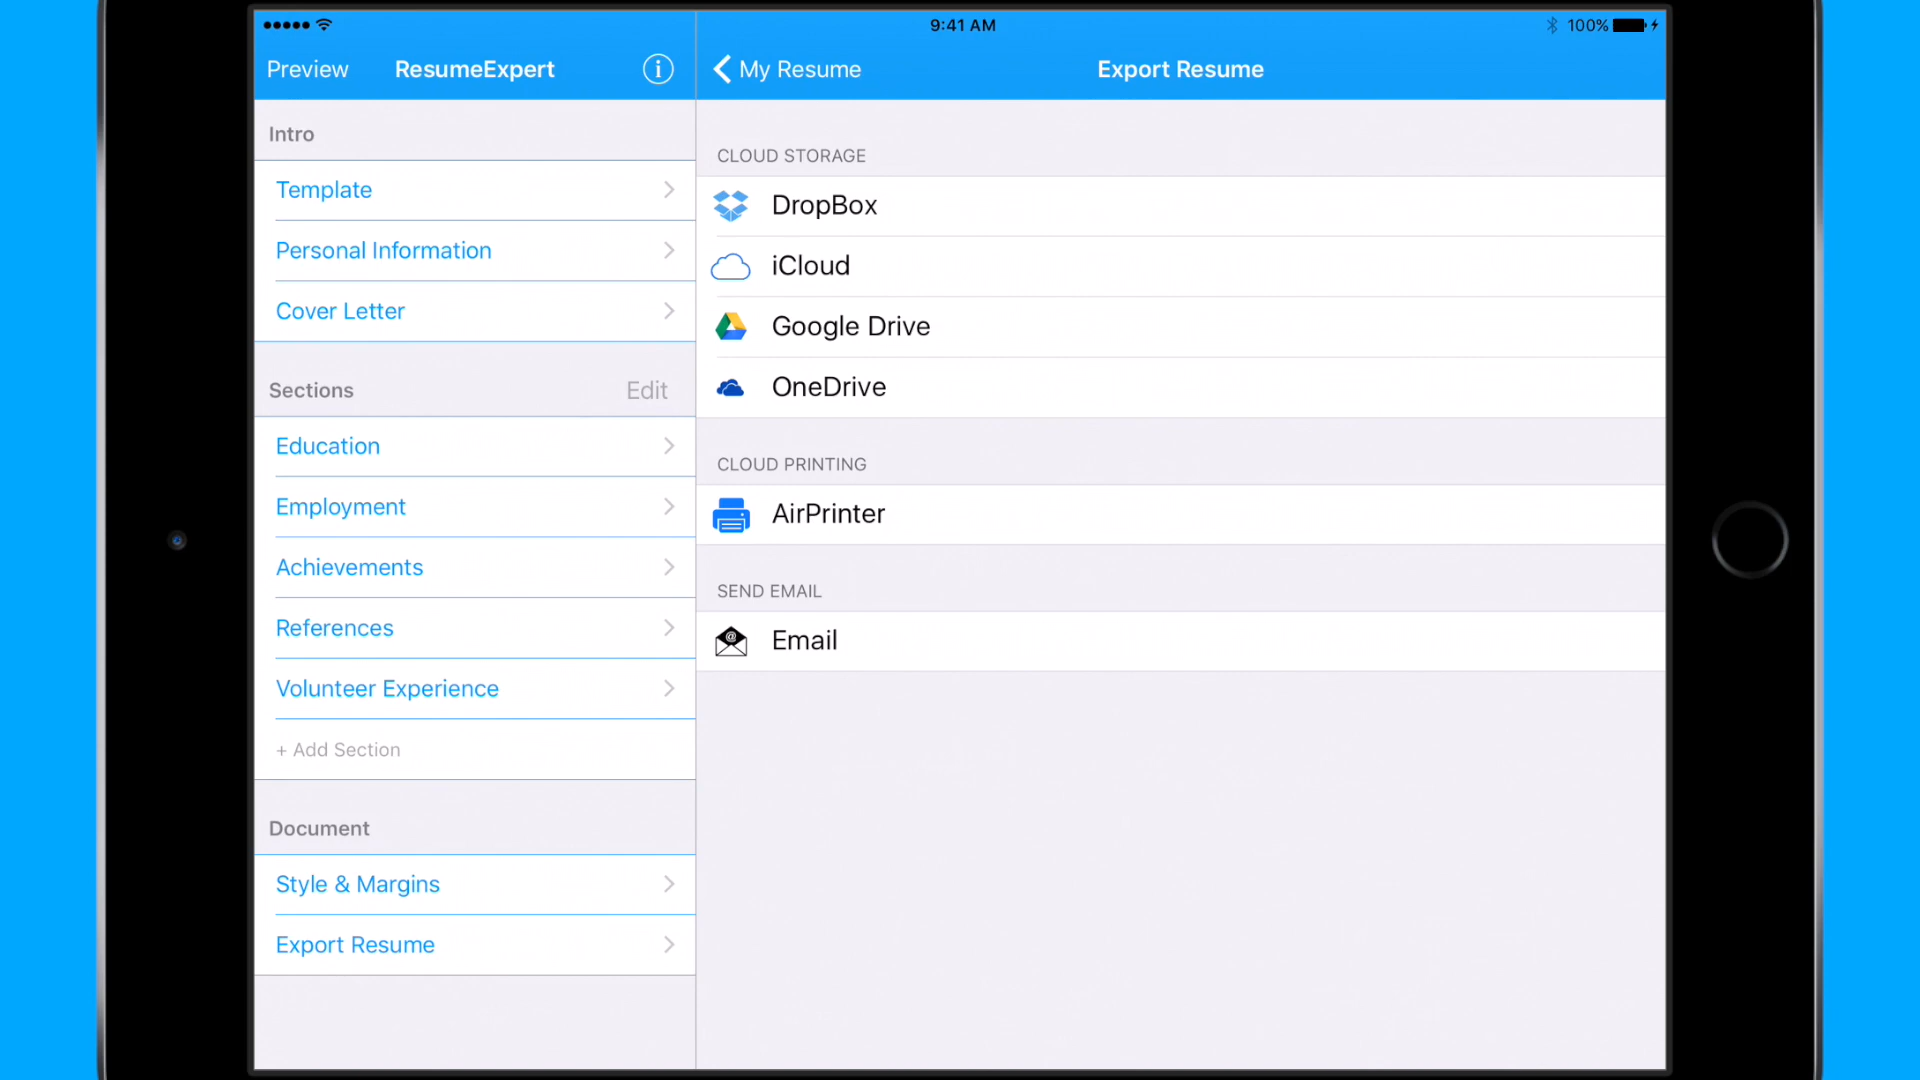 9:41 AM
100%
Preview
ResumeExpert
My Resume
Export Resume
Intro
Template
Personal Information
Cover Letter
Sections
Edit
Education
Employment
Achievements
References
Volunteer Experience
+ Add Section
Document
Style & Margins
Export Resume
CLOUD STORAGE
DropBox
iCloud
Google Drive
OneDrive
CLOUD PRINTING
AirPrinter
SEND EMAIL
Email